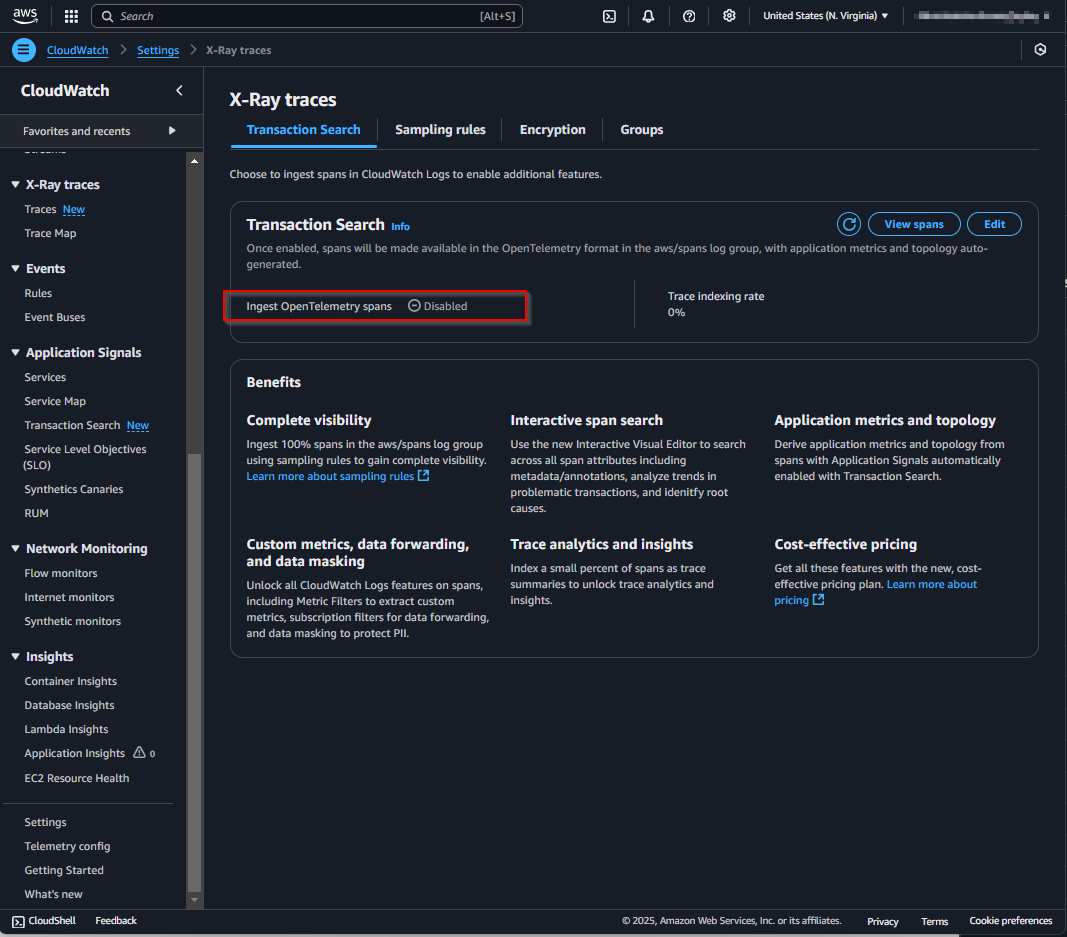 aws
Search [Alt+S]
United States (N. Virginia)
CloudWatch Settings X-Ray traces
CloudWatch
Favorites and recents
X-Ray traces
Traces New
Trace Map
Events
Rules
Event Buses
Application Signals
Services
Service Map
Transaction Search New
Service Level Objectives
(SLO)
Synthetics Canaries
RUM
Network Monitoring
Flow monitors
Internet monitors
Synthetic monitors
Insights
Container Insights
Database Insights
Lambda Insights
Application Insights 0
EC2 Resource Health
Settings
Telemetry config
Getting Started
What's new
X-Ray traces
Transaction Search Sampling rules Encryption Groups
Choose to ingest spans in CloudWatch Logs to enable additional features.
Transaction Search Info
View spans Edit
Once enabled, spans will be made available in the OpenTelemetry format in the aws/spans log group, with application metrics and topology auto-
generated.
Ingest OpenTelemetry spans Disabled
Trace indexing rate
0%
Benefits
Complete visibility
Ingest 100% spans in the aws/spans log group
using sampling rules to gain complete visibility.
Learn more about sampling rules
Interactive span search
Use the new Interactive Visual Editor to search
across all span attributes including
metadata/annotations, analyze trends in
problematic transactions, and idenitfy root
causes.
Application metrics and topology
Derive application metrics and topology from
spans with Application Signals automatically
enabled with Transaction Search.
Custom metrics, data forwarding,
and data masking
Unlock all CloudWatch Logs features on spans,
including Metric Filters to extract custom
metrics, subscription filters for data forwarding,
and data masking to protect PII.
Trace analytics and insights
Index a small percent of spans as trace
summaries to unlock trace analytics and
insights.
Cost-effective pricing
Get all these features with the new, cost-
effective pricing plan. Learn more about
pricing
CloudShell Feedback
© 2025, Amazon Web Services, Inc. or its affiliates. Privacy Terms Cookie preferences